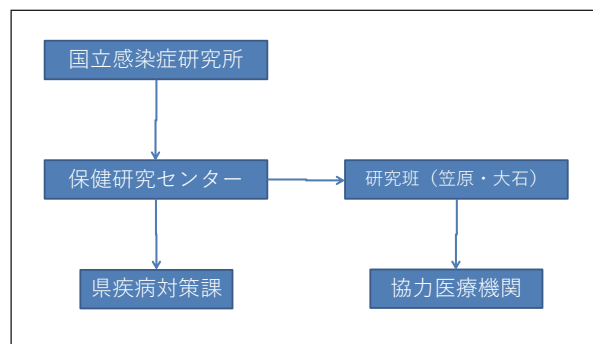 国立感染症研究所
保健研究センター
研究班（笠原・大石）
県疾病対策課
協力医療機関